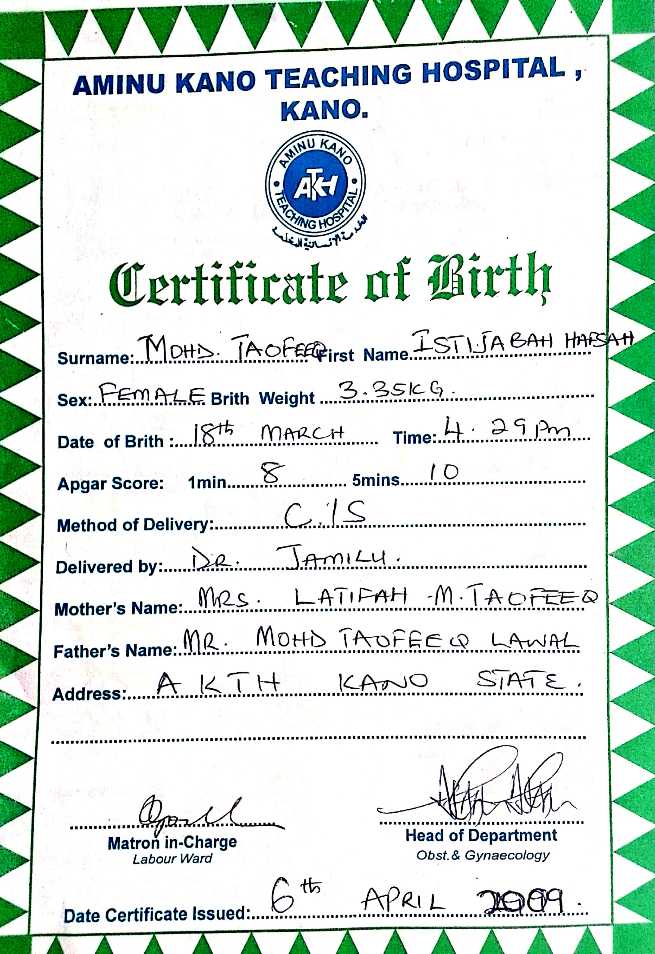 AMINU KANO TEACHING HOSPITAL ,
KANO.
AMINU KANO
AKTH
TEACHING HOSPITAL
Certificate of Birth
Surname: MOHD. TAOFEEQ First Name ISTIJABAH HAFSAH
Sex: FEMALE Brith Weight 3.35KG.
Date of Brith : 18th MARCH Time: 4.29pm
Apgar Score: 1min. 8 5mins. 10
Method of Delivery: C/S
Delivered by: DR. JAMILU.
Mother's Name: MRS. LATIFAH .M. TAOFEEQ
Father's Name: MR. MOHD TAOFEEQ LAWAL
Address: AKTH KANO STATE.
Matron in-Charge
Labour Ward
Head of Department
Obst. & Gynaecology
Date Certificate Issued: 6th APRIL 2009.